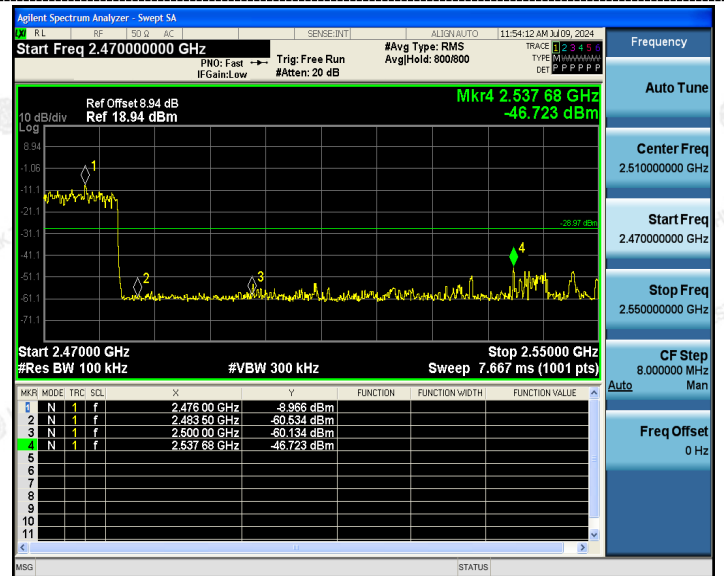 Agilent Spectrum Analyzer - Swept SA
LXI RL RF 50 Ω AC SENSE:INT ALIGN AUTO 11:54:12 AM Jul 09, 2024
Start Freq 2.470000000 GHz #Avg Type: RMS TRACE 1 2 3 4 5 6 Frequency
PNO: Fast Trig: Free Run Avg|Hold: 800/800 TYPE M
IFGain:Low #Atten: 20 dB DET P P P P P P
Auto Tune
Mkr4 2.537 68 GHz
Ref Offset 8.94 dB -46.723 dBm
10 dB/div Ref 18.94 dBm
Log
8.94
-1.06
-11.1
-21.1
-31.1
-41.1
-51.1
-61.1
-71.1
1
2
3
4
-28.97 dBm
Start 2.47000 GHz Stop 2.55000 GHz
#Res BW 100 kHz #VBW 300 kHz Sweep 7.667 ms (1001 pts)
MKR MODE TRC SCL X Y FUNCTION FUNCTION WIDTH FUNCTION VALUE
1 N 1 f 2.476 00 GHz -8.966 dBm
2 N 1 f 2.483 50 GHz -60.534 dBm
3 N 1 f 2.500 00 GHz -60.134 dBm
4 N 1 f 2.537 68 GHz -46.723 dBm
5
6
7
8
9
10
11
MSG STATUS
Center Freq
2.510000000 GHz
Start Freq
2.470000000 GHz
Stop Freq
2.550000000 GHz
CF Step
8.000000 MHz
Auto Man
Freq Offset
0 Hz